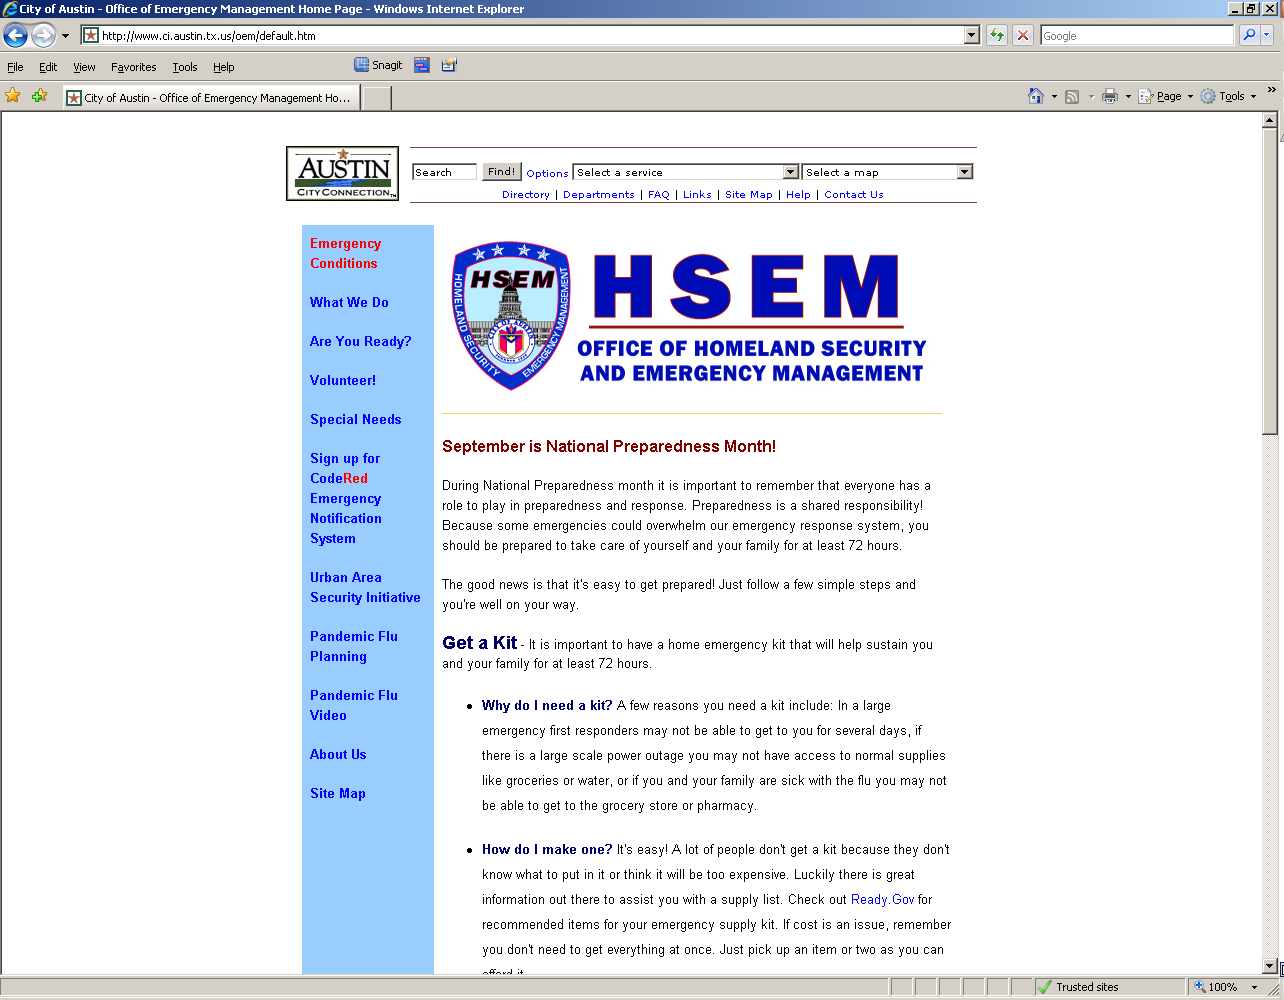 City of Austin - Office of Emergency Management Home Page - Windows Internet Explorer
http://www.ci.austin.tx.us/oem/default.htm
Google
File Edit View Favorites Tools Help
Snagit
City of Austin - Office of Emergency Management Ho...
Page Tools
AUSTIN
CITY CONNECTION
Search Find! Options Select a service Select a map
Directory | Departments | FAQ | Links | Site Map | Help | Contact Us
Emergency
Conditions
What We Do
Are You Ready?
Volunteer!
Special Needs
Sign up for
CodeRed
Emergency
Notification
System
Urban Area
Security Initiative
Pandemic Flu
Planning
Pandemic Flu
Video
About Us
Site Map
HSEM
HOMELAND SECURITY
EMERGENCY MANAGEMENT
CITY OF AUSTIN
HSEM
OFFICE OF HOMELAND SECURITY
AND EMERGENCY MANAGEMENT
September is National Preparedness Month!
During National Preparedness month it is important to remember that everyone has a
role to play in preparedness and response. Preparedness is a shared responsibility!
Because some emergencies could overwhelm our emergency response system, you
should be prepared to take care of yourself and your family for at least 72 hours.
The good news is that it's easy to get prepared! Just follow a few simple steps and
you're well on your way.
Get a Kit - It is important to have a home emergency kit that will help sustain you
and your family for at least 72 hours.
Why do I need a kit? A few reasons you need a kit include: In a large
emergency first responders may not be able to get to you for several days, if
there is a large scale power outage you may not have access to normal supplies
like groceries or water, or if you and your family are sick with the flu you may not
be able to get to the grocery store or pharmacy.
How do I make one? It's easy! A lot of people don't get a kit because they don't
know what to put in it or think it will be too expensive. Luckily there is great
information out there to assist you with a supply list. Check out Ready.Gov for
recommended items for your emergency supply kit. If cost is an issue, remember
you don't need to get everything at once. Just pick up an item or two as you can
afford it.
Trusted sites
100%